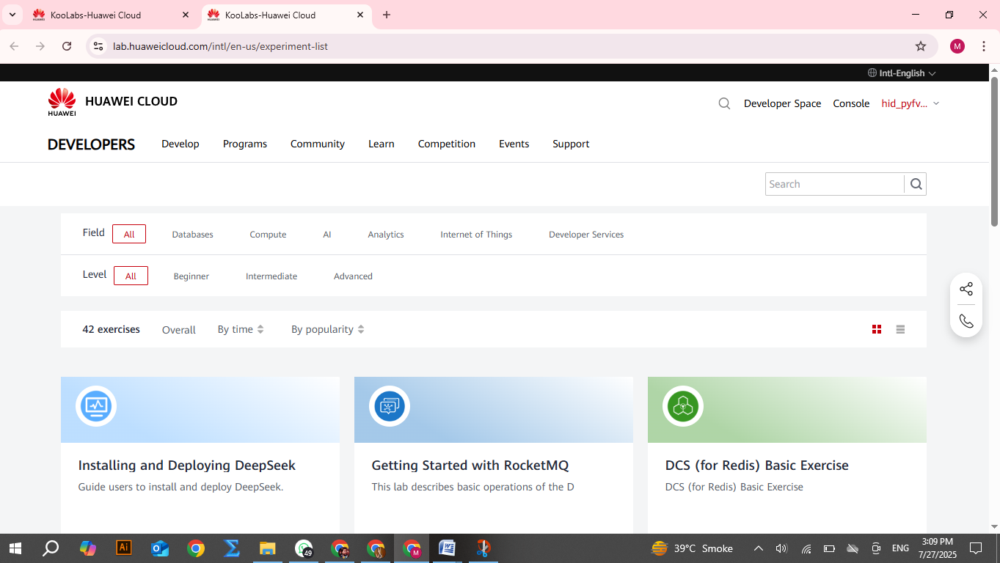 KooLabs-Huawei Cloud
KooLabs-Huawei Cloud
lab.huaweicloud.com/intl/en-us/experiment-list
M
Intl-English
HUAWEI
HUAWEI CLOUD
Developer Space
Console
hid_pyfv...
DEVELOPERS
Develop
Programs
Community
Learn
Competition
Events
Support
Search
Field
All
Databases
Compute
AI
Analytics
Internet of Things
Developer Services
Level
All
Beginner
Intermediate
Advanced
42 exercises
Overall
By time
By popularity
Installing and Deploying DeepSeek
Guide users to install and deploy DeepSeek.
Getting Started with RocketMQ
This lab describes basic operations of the D
DCS (for Redis) Basic Exercise
DCS (for Redis) Basic Exercise
Ai
49
M
39°C Smoke
ENG
3:09 PM
7/27/2025